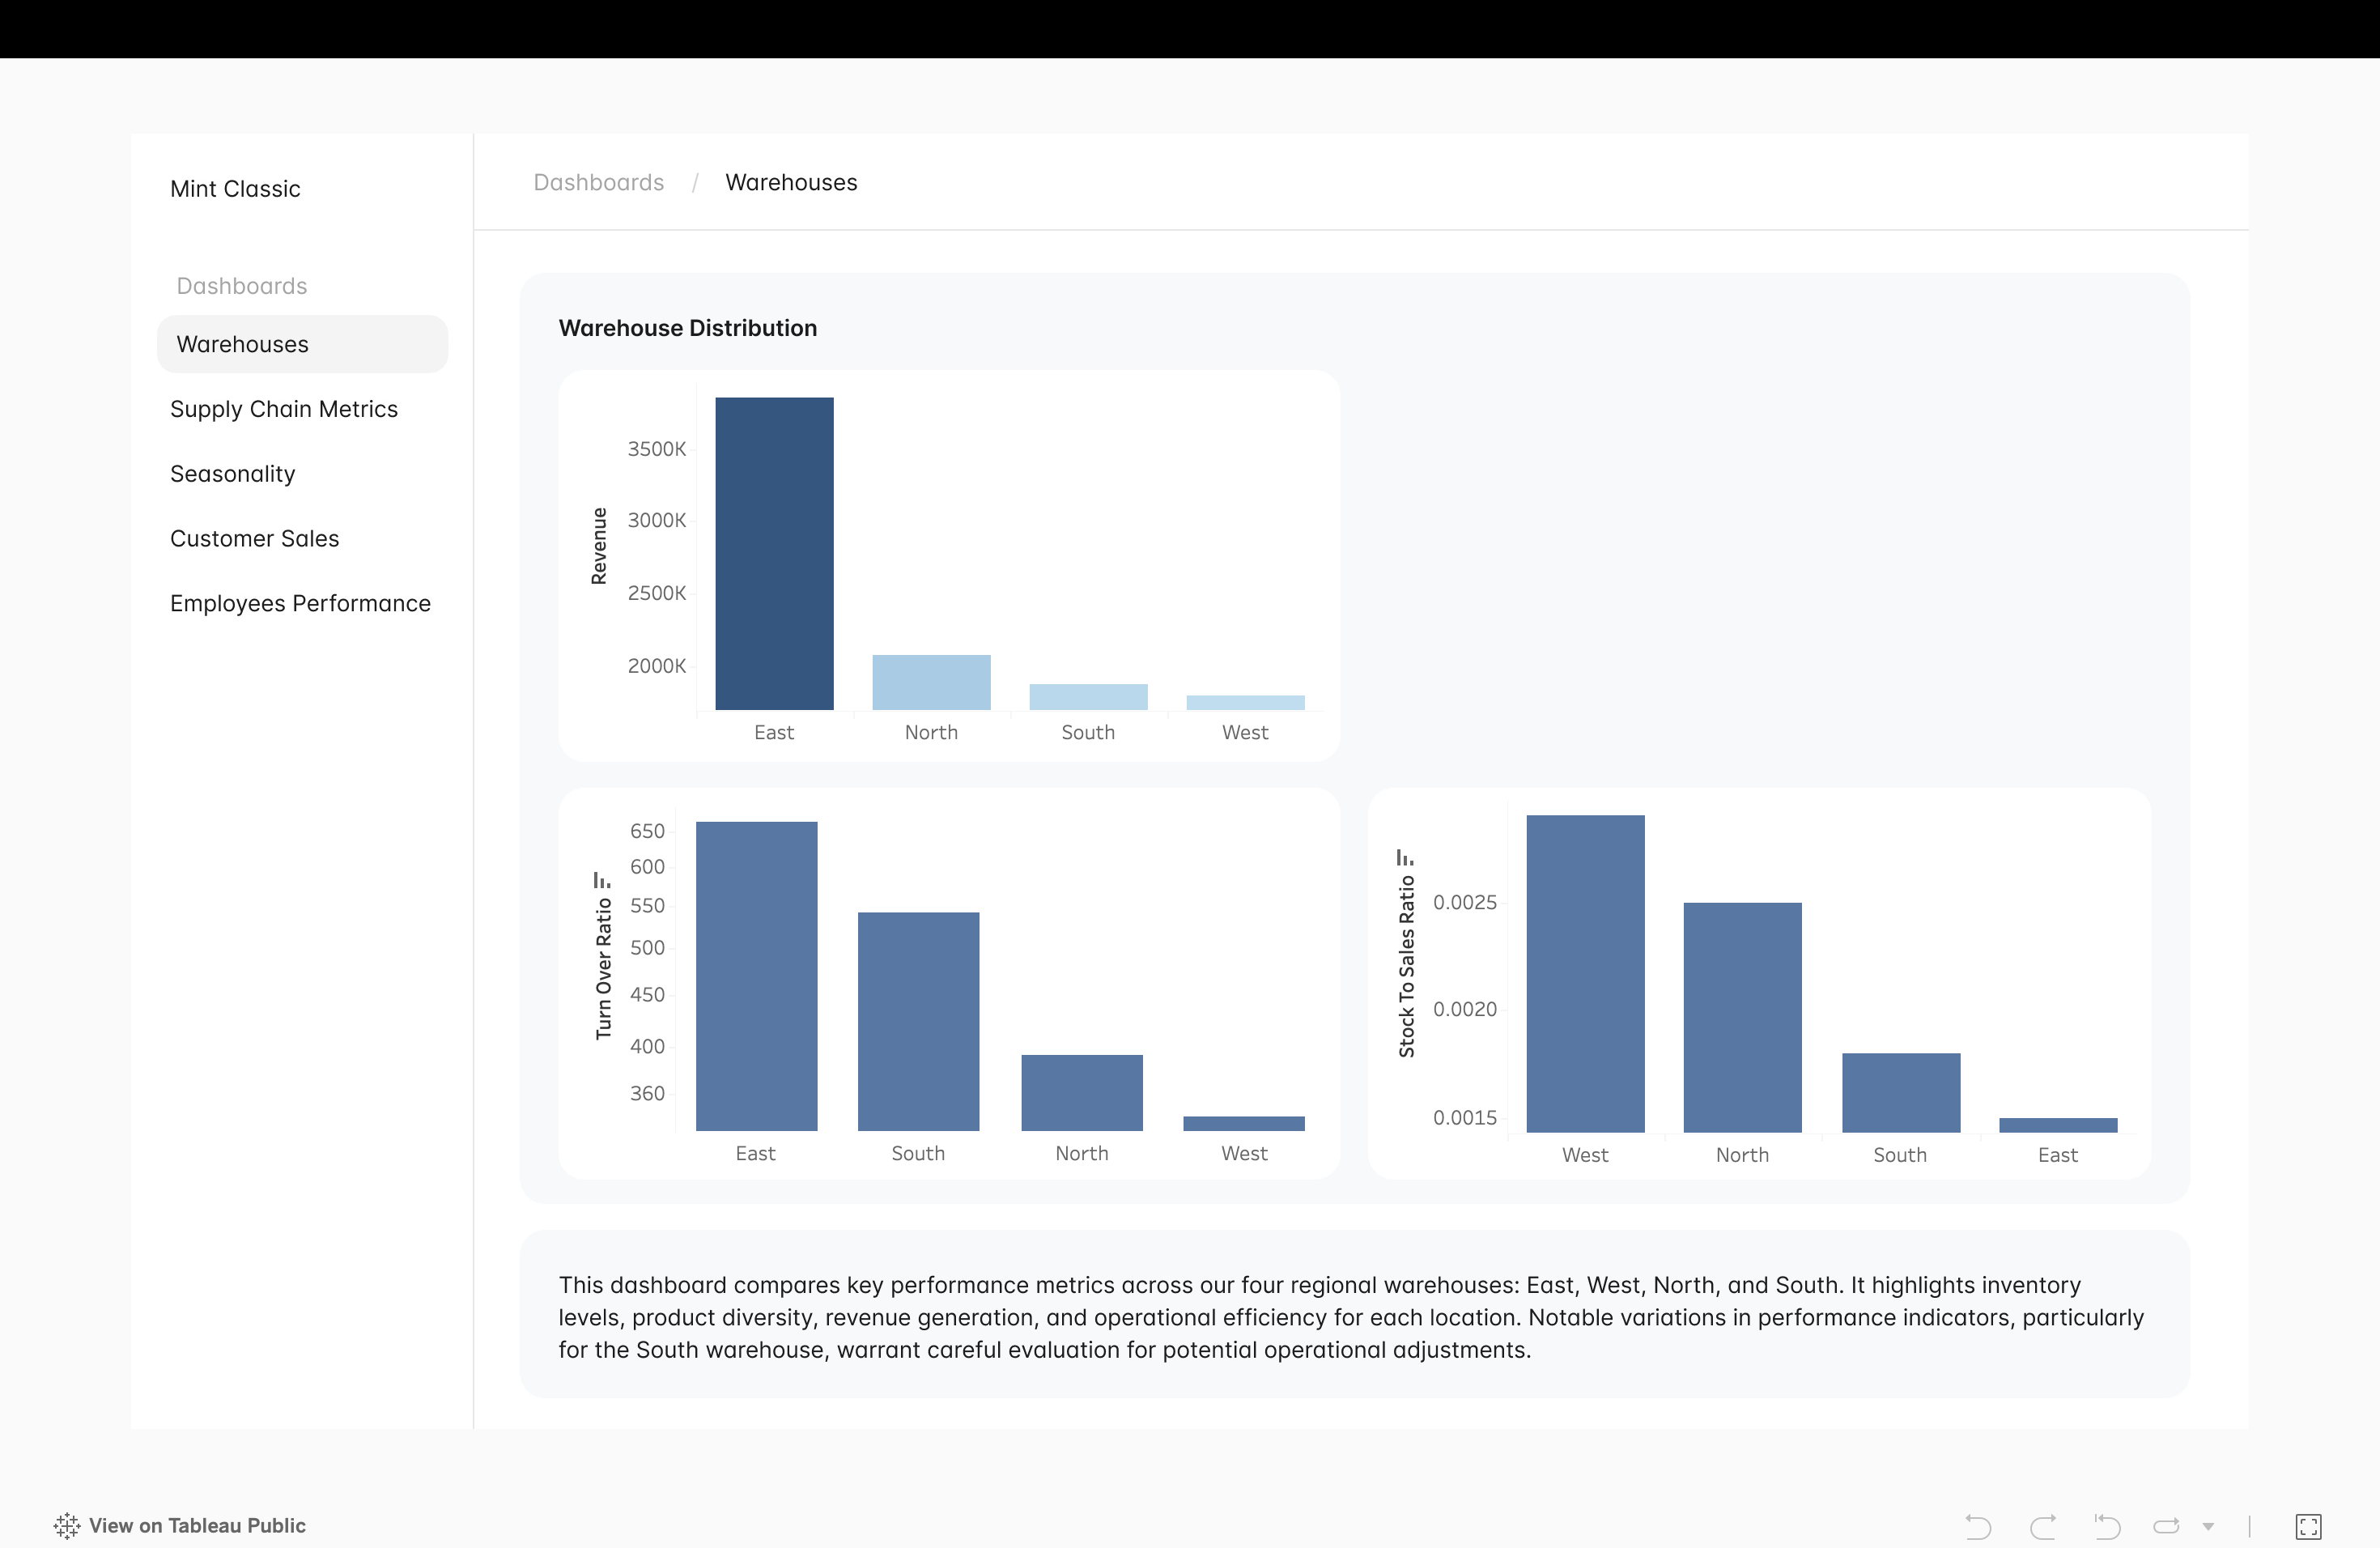 Mint Classic
Dashboards
Warehouses
Supply Chain Metrics
Seasonality
Customer Sales
Employees Performance
Dashboards / Warehouses
Warehouse Distribution
Revenue
3500K
3000K
2500K
2000K
East North South West
Turn Over Ratio
650
600
550
500
450
400
360
East South North West
Stock To Sales Ratio
0.0025
0.0020
0.0015
West North South East
This dashboard compares key performance metrics across our four regional warehouses: East, West, North, and South. It highlights inventory
levels, product diversity, revenue generation, and operational efficiency for each location. Notable variations in performance indicators, particularly
for the South warehouse, warrant careful evaluation for potential operational adjustments.
View on Tableau Public